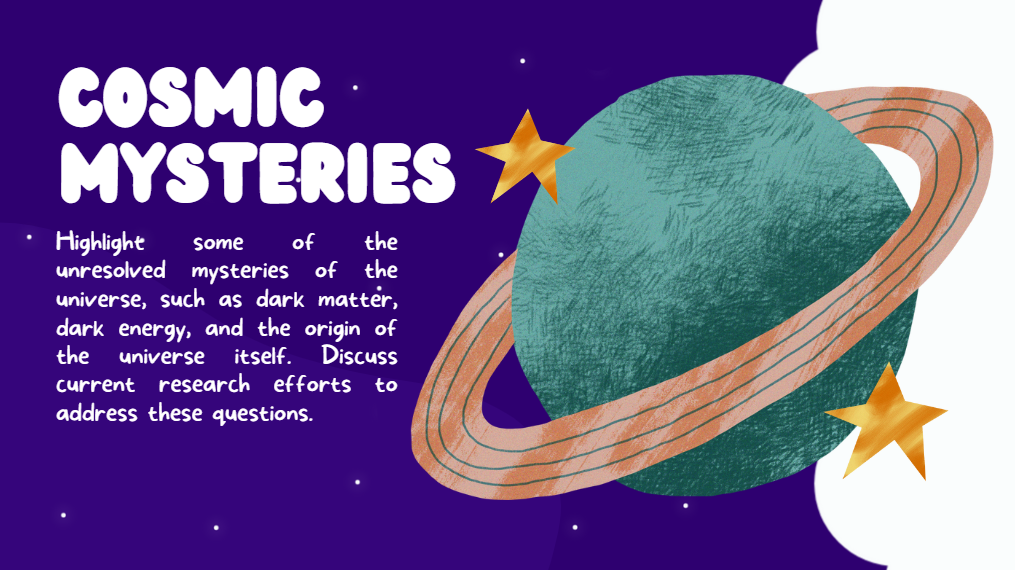 COSMIC
MYSTERIES
Highlight some of the
unresolved mysteries of the
universe, such as dark matter,
dark energy, and the origin of
the universe itself. Discuss
current research efforts to
address these questions.